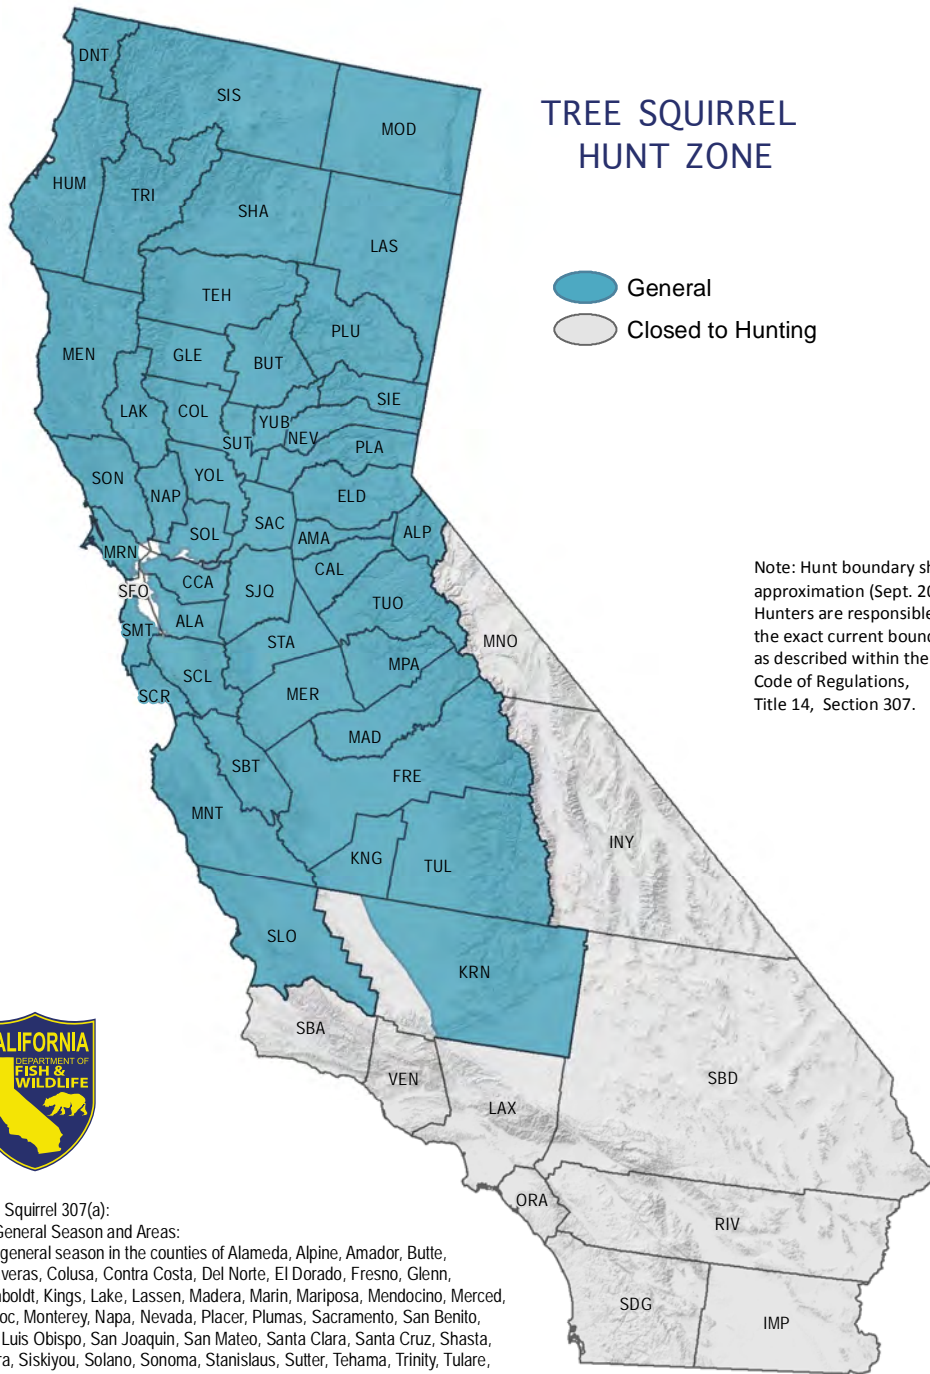 TREE SQUIRREL
HUNT ZONE
General
Closed to Hunting
DNT
SIS
MOD
HUM
TRI
SHA
LAS
TEH
PLU
MEN
GLE
BUT
SIE
LAK
COL
YUB
SUT
NEV
PLA
SON
NAP
YOL
ELD
SAC
SOL
AMA
ALP
MRN
CAL
CCA
SFO
SJQ
TUO
ALA
SMT
STA
MNO
MPA
SCL
SCR
MER
MAD
SBT
FRE
MNT
INY
KNG
TUL
SLO
KRN
SBA
VEN
SBD
LAX
ORA
RIV
SDG
IMP
Note: Hunt boundary sh
approximation (Sept. 20
Hunters are responsible
the exact current bound
as described within the
Code of Regulations,
Title 14, Section 307.
ALIFORNIA
DEPARTMENT OF
FISH &
WILDLIFE
Squirrel 307(a):
General Season and Areas:
general season in the counties of Alameda, Alpine, Amador, Butte,
veras, Colusa, Contra Costa, Del Norte, El Dorado, Fresno, Glenn,
boldt, Kings, Lake, Lassen, Madera, Marin, Mariposa, Mendocino, Merced,
oc, Monterey, Napa, Nevada, Placer, Plumas, Sacramento, San Benito,
Luis Obispo, San Joaquin, San Mateo, Santa Clara, Santa Cruz, Shasta,
ra, Siskiyou, Solano, Sonoma, Stanislaus, Sutter, Tehama, Trinity, Tulare,